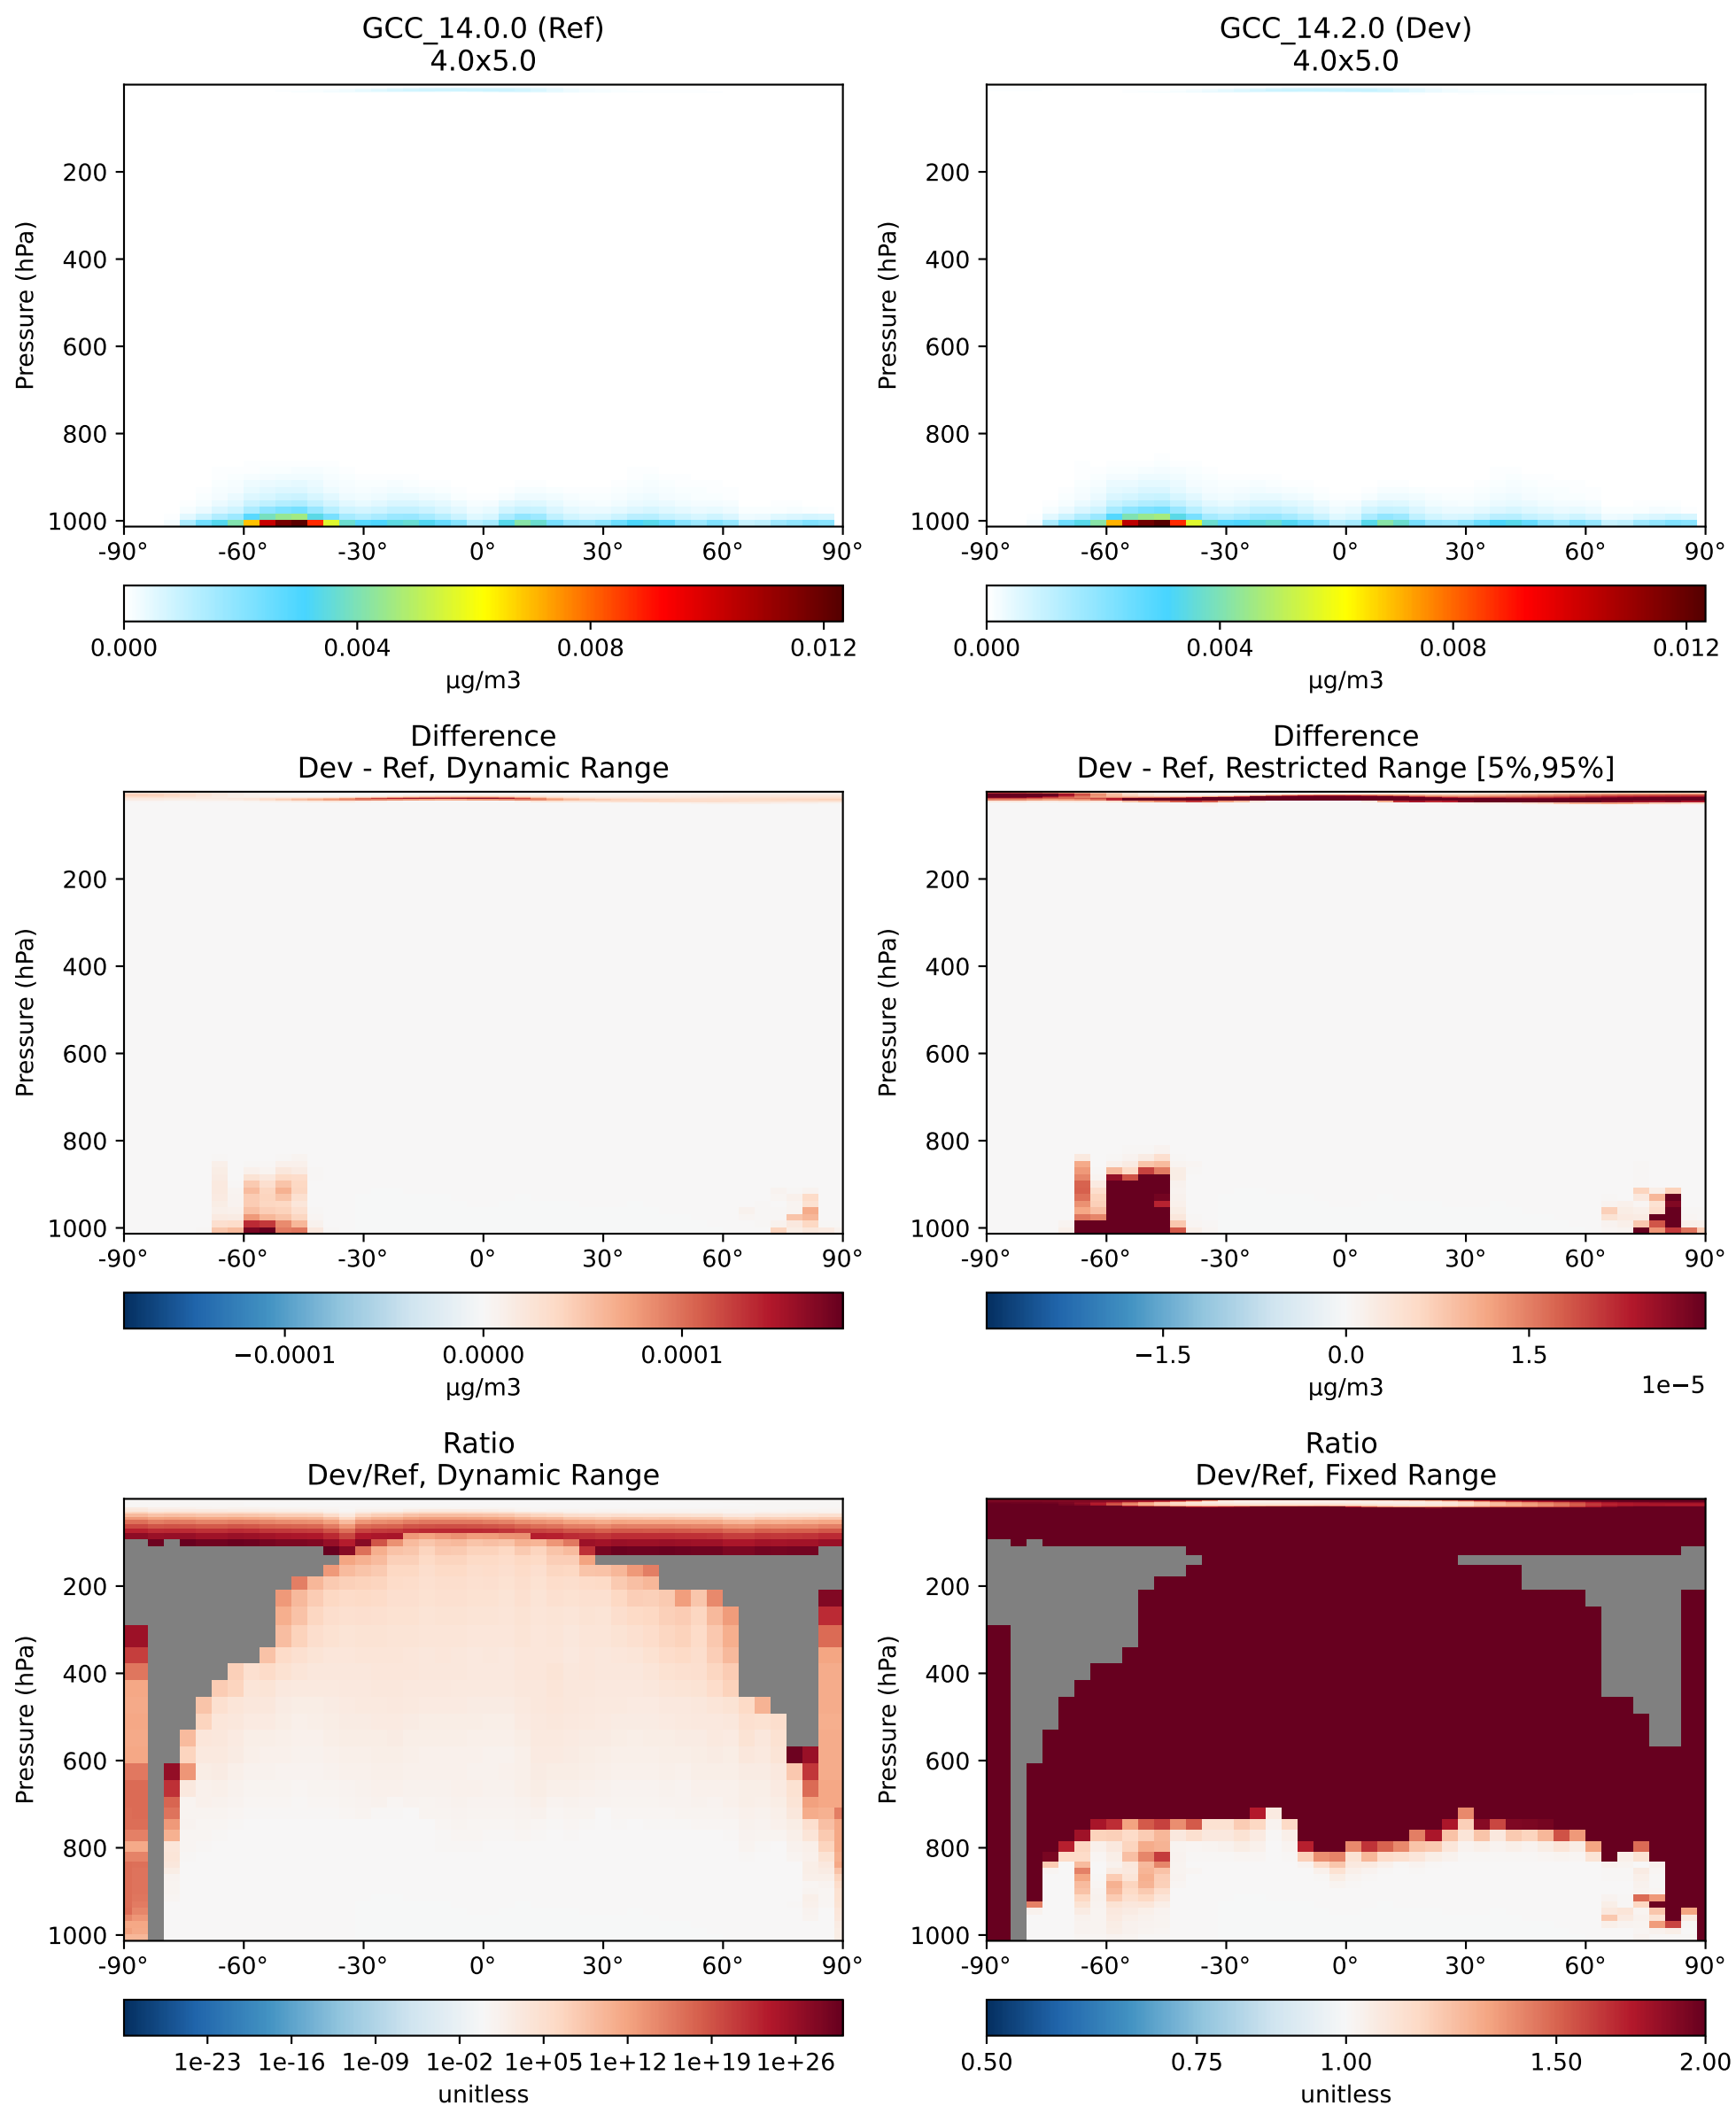 GCC_14.0.0 (Ref)
4.0x5.0
GCC_14.2.0 (Dev)
4.0x5.0
Pressure (hPa)
200
400
600
800
1000
-90° -60° -30° 0° 30° 60° 90°
0.000 0.004 0.008 0.012
µg/m3
Pressure (hPa)
200
400
600
800
1000
-90° -60° -30° 0° 30° 60° 90°
0.000 0.004 0.008 0.012
µg/m3
Difference
Dev - Ref, Dynamic Range
Pressure (hPa)
200
400
600
800
1000
-90° -60° -30° 0° 30° 60° 90°
−0.0001 0.0000 0.0001
µg/m3
Difference
Dev - Ref, Restricted Range [5%,95%]
Pressure (hPa)
200
400
600
800
1000
-90° -60° -30° 0° 30° 60° 90°
−1.5 0.0 1.5
1e−5
µg/m3
Ratio
Dev/Ref, Dynamic Range
Pressure (hPa)
200
400
600
800
1000
-90° -60° -30° 0° 30° 60° 90°
1e-23 1e-16 1e-09 1e-02 1e+05 1e+12 1e+19 1e+26
unitless
Ratio
Dev/Ref, Fixed Range
Pressure (hPa)
200
400
600
800
1000
-90° -60° -30° 0° 30° 60° 90°
0.50 0.75 1.00 1.50 2.00
unitless